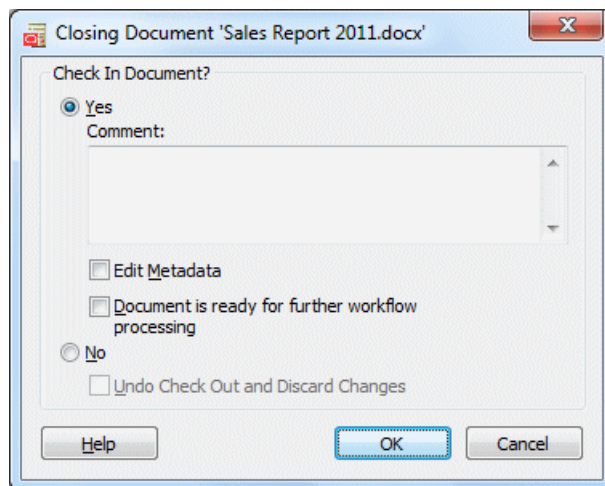 Closing Document 'Sales Report 2011.docx'
Check In Document?
Yes
Comment:
Edit Metadata
Document is ready for further workflow
processing
No
Undo Check Out and Discard Changes
Help OK Cancel